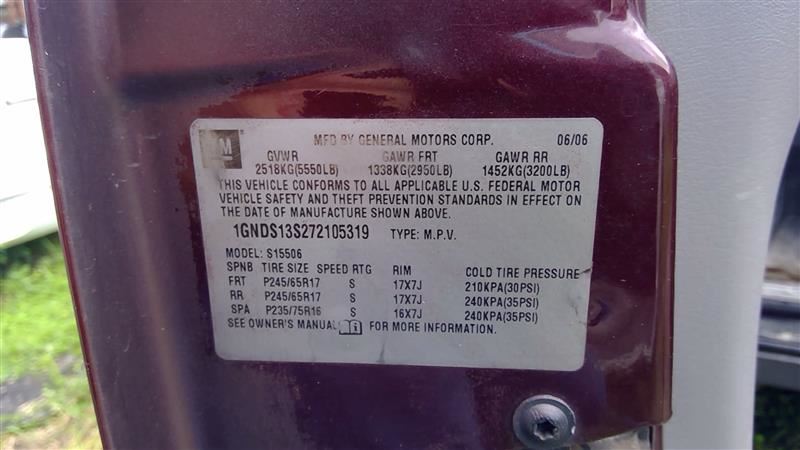 GM
MFD BY GENERAL MOTORS CORP. 06/06
GVWR GAWR FRT GAWR RR
2518KG(5550LB) 1338KG(2950LB) 1452KG(3200LB)
THIS VEHICLE CONFORMS TO ALL APPLICABLE U.S. FEDERAL MOTOR
VEHICLE SAFETY AND THEFT PREVENTION STANDARDS IN EFFECT ON
THE DATE OF MANUFACTURE SHOWN ABOVE.
1GNDS13S272105319 TYPE: M.P.V.
MODEL: S15506
SPNB TIRE SIZE SPEED RTG RIM COLD TIRE PRESSURE
FRT P245/65R17 S 17X7J 210KPA(30PSI)
RR P245/65R17 S 17X7J 240KPA(35PSI)
SPA P235/75R16 S 16X7J 240KPA(35PSI)
SEE OWNER'S MANUAL FOR MORE INFORMATION.